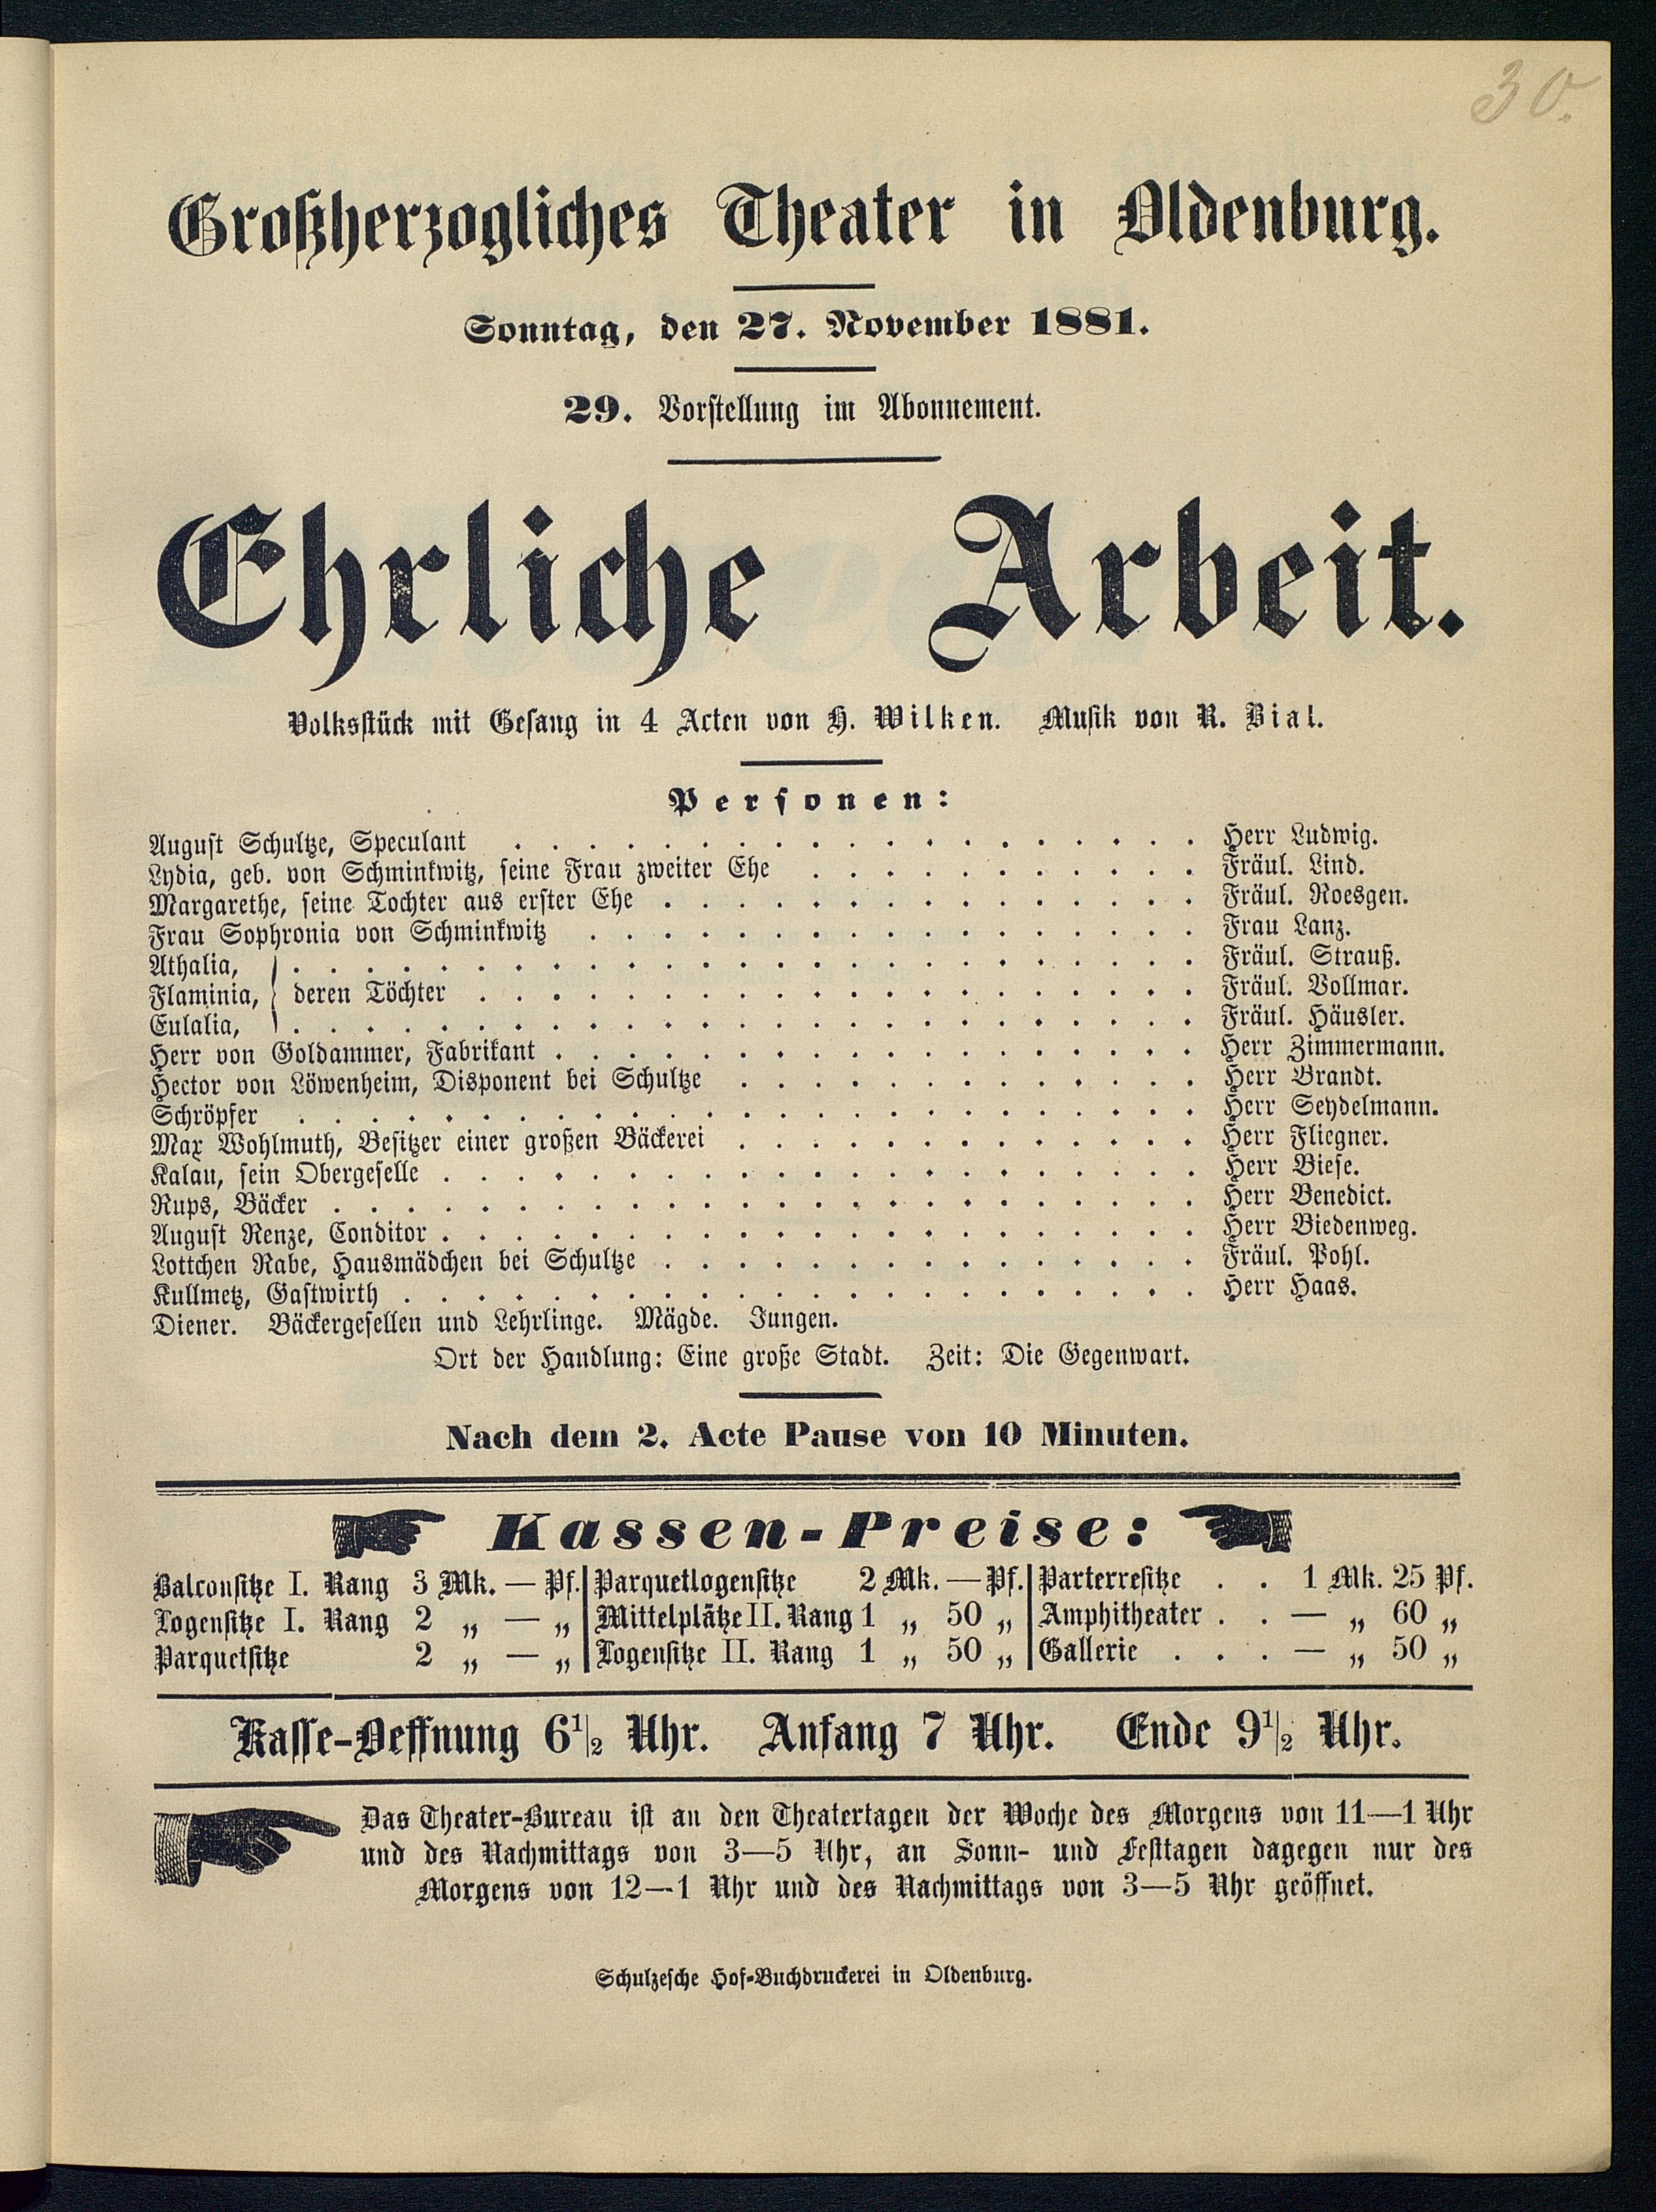 30.
Großherzogliches Theater in Oldenburg.
Sonntag, den 27. November 1881.
29. Vorstellung im Abonnement.
Ehrliche Arbeit.
Volksstück mit Gesang in 4 Acten von H. Wilken. Musik von R. Bial.
Personen:
August Schultze, Speculant . . . . . . . . . . . . . . . . . . . Herr Ludwig.
Lydia, geb. von Schminkwitz, seine Frau zweiter Ehe . . . . . . . . . . . Fräul. Lind.
Margarethe, seine Tochter aus erster Ehe . . . . . . . . . . . . . . . Fräul. Roesgen.
Frau Sophronia von Schminkwitz . . . . . . . . . . . . . . . . . Frau Lanz.
Athalia, . . . . . . . . . . . . . . . . . . . . . . . . . Fräul. Strauß.
Flaminia, } deren Töchter . . . . . . . . . . . . . . . . . . . . Fräul. Vollmar.
Eulalia, . . . . . . . . . . . . . . . . . . . . . . . . . Fräul. Häusler.
Herr von Goldammer, Fabrikant . . . . . . . . . . . . . . . . . . Herr Zimmermann.
Hector von Löwenheim, Disponent bei Schultze . . . . . . . . . . . . . Herr Brandt.
Schröpfer . . . . . . . . . . . . . . . . . . . . . . . . . Herr Seydelmann.
Max Wohlmuth, Besitzer einer großen Bäckerei . . . . . . . . . . . . . Herr Fliegner.
Kalau, sein Obergeselle . . . . . . . . . . . . . . . . . . . . . Herr Biese.
Rups, Bäcker . . . . . . . . . . . . . . . . . . . . . . . . Herr Benedict.
August Renze, Conditor . . . . . . . . . . . . . . . . . . . . . Herr Biedenweg.
Lottchen Rabe, Hausmädchen bei Schultze . . . . . . . . . . . . . . . Fräul. Pohl.
Kullmetz, Gastwirth . . . . . . . . . . . . . . . . . . . . . . Herr Haas.
Diener. Bäckergesellen und Lehrlinge. Mägde. Jungen.
Ort der Handlung: Eine große Stadt. Zeit: Die Gegenwart.
Nach dem 2. Acte Pause von 10 Minuten.
Kassen-Preise:
Balconsitze I. Rang 3 Mk. — Pf. Parquetlogensitze 2 Mk. — Pf. Parterresitze . . 1 Mk. 25 Pf.
Logensitze I. Rang 2 „ — „ Mittelplätze II. Rang 1 „ 50 „ Amphitheater . . — „ 60 „
Parquetsitze 2 „ — „ Logensitze II. Rang 1 „ 50 „ Gallerie . . . — „ 50 „
Kasse-Oeffnung 6½ Uhr. Anfang 7 Uhr. Ende 9½ Uhr.
Das Theater-Bureau ist an den Theatertagen der Woche des Morgens von 11—1 Uhr
und des Nachmittags von 3—5 Uhr, an Sonn- und Festtagen dagegen nur des
Morgens von 12—1 Uhr und des Nachmittags von 3—5 Uhr geöffnet.
Schulzesche Hof-Buchdruckerei in Oldenburg.